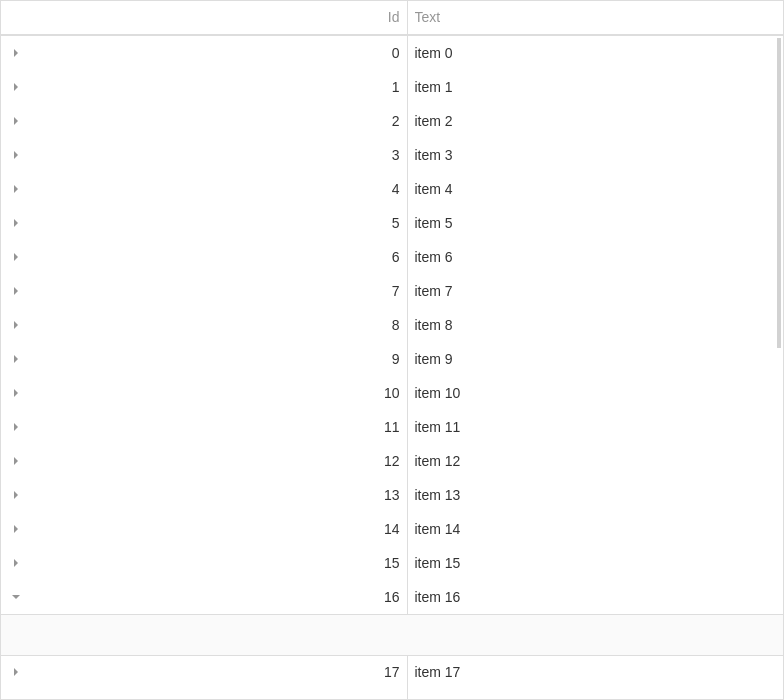 Id Text
0 item 0
1 item 1
2 item 2
3 item 3
4 item 4
5 item 5
6 item 6
7 item 7
8 item 8
9 item 9
10 item 10
11 item 11
12 item 12
13 item 13
14 item 14
15 item 15
16 item 16
17 item 17